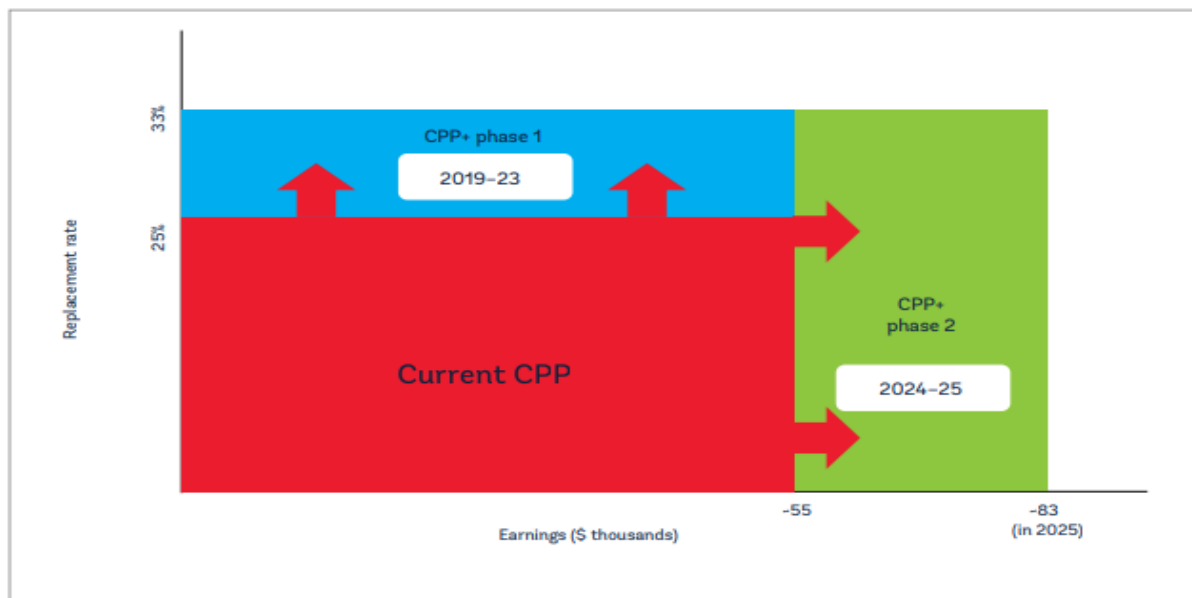 33%
25%
Replacement rate
CPP+ phase 1
2019–23
Current CPP
CPP+
phase 2
2024–25
~55
~83
(in 2025)
Earnings ($ thousands)